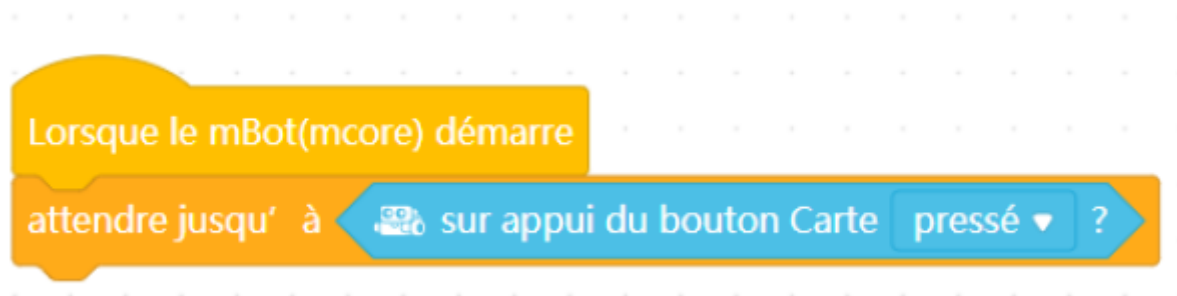 Lorsque le mBot(mcore) démarre
attendre jusqu' à sur appui du bouton Carte pressé ?